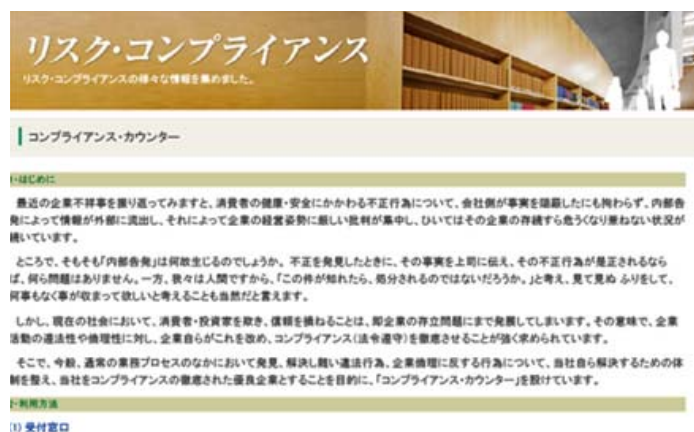 リスク・コンプライアンス
リスク・コンプライアンスの様々な情報を集めました。
コンプライアンス・カウンター
・はじめに
最近の企業不祥事を振り返ってみますと、消費者の健康・安全にかかわる不正行為について、会社側が事実を隠蔽したにも拘わらず、内部告
発によって情報が外部に流出し、それによって企業の経営姿勢に厳しい批判が集中し、ひいてはその企業の存続すら危うくなり兼ねない状況が
続いています。
ところで、そもそも「内部告発」は何故生じるのでしょうか。不正を発見したときに、その事実を上司に伝え、その不正行為が是正されるなら
ば、何ら問題はありません。一方、我々は人間ですから、「この件が知れたら、処分されるのではないだろうか。」と考え、見て見ぬ ふりをして、
何事もなく事が収まって欲しいと考えることも当然だと言えます。
しかし、現在の社会において、消費者・投資家を欺き、信頼を損ねることは、即企業の存立問題にまで発展してしまいます。その意味で、企業
活動の違法性や倫理性に対し、企業自らがこれを改め、コンプライアンス(法令遵守)を徹底させることが強く求められています。
そこで、今般、通常の業務プロセスのなかにおいて発見、解決し難い違法行為、企業倫理に反する行為について、当社自ら解決するための体
制を整え、当社をコンプライアンスの徹底された優良企業とすることを目的に、「コンプライアンス・カウンター」を設けています。
・利用方法
(1) 受付窓口